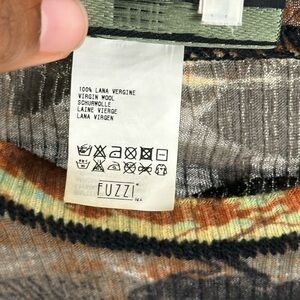 100% LANA VERGINE
VIRGIN WOOL
SCHURWOLLE
LAINE VIERGE
LANA VIRGEN
FUZZI